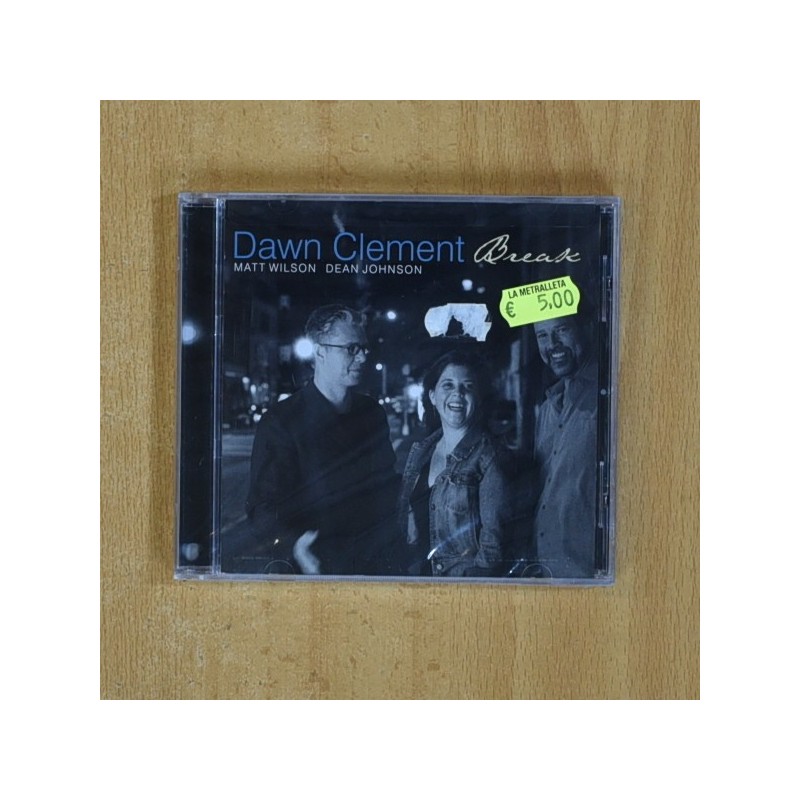 Dawn Clement Break
MATT WILSON DEAN JOHNSON
LA METRALLETA
€ 5,00